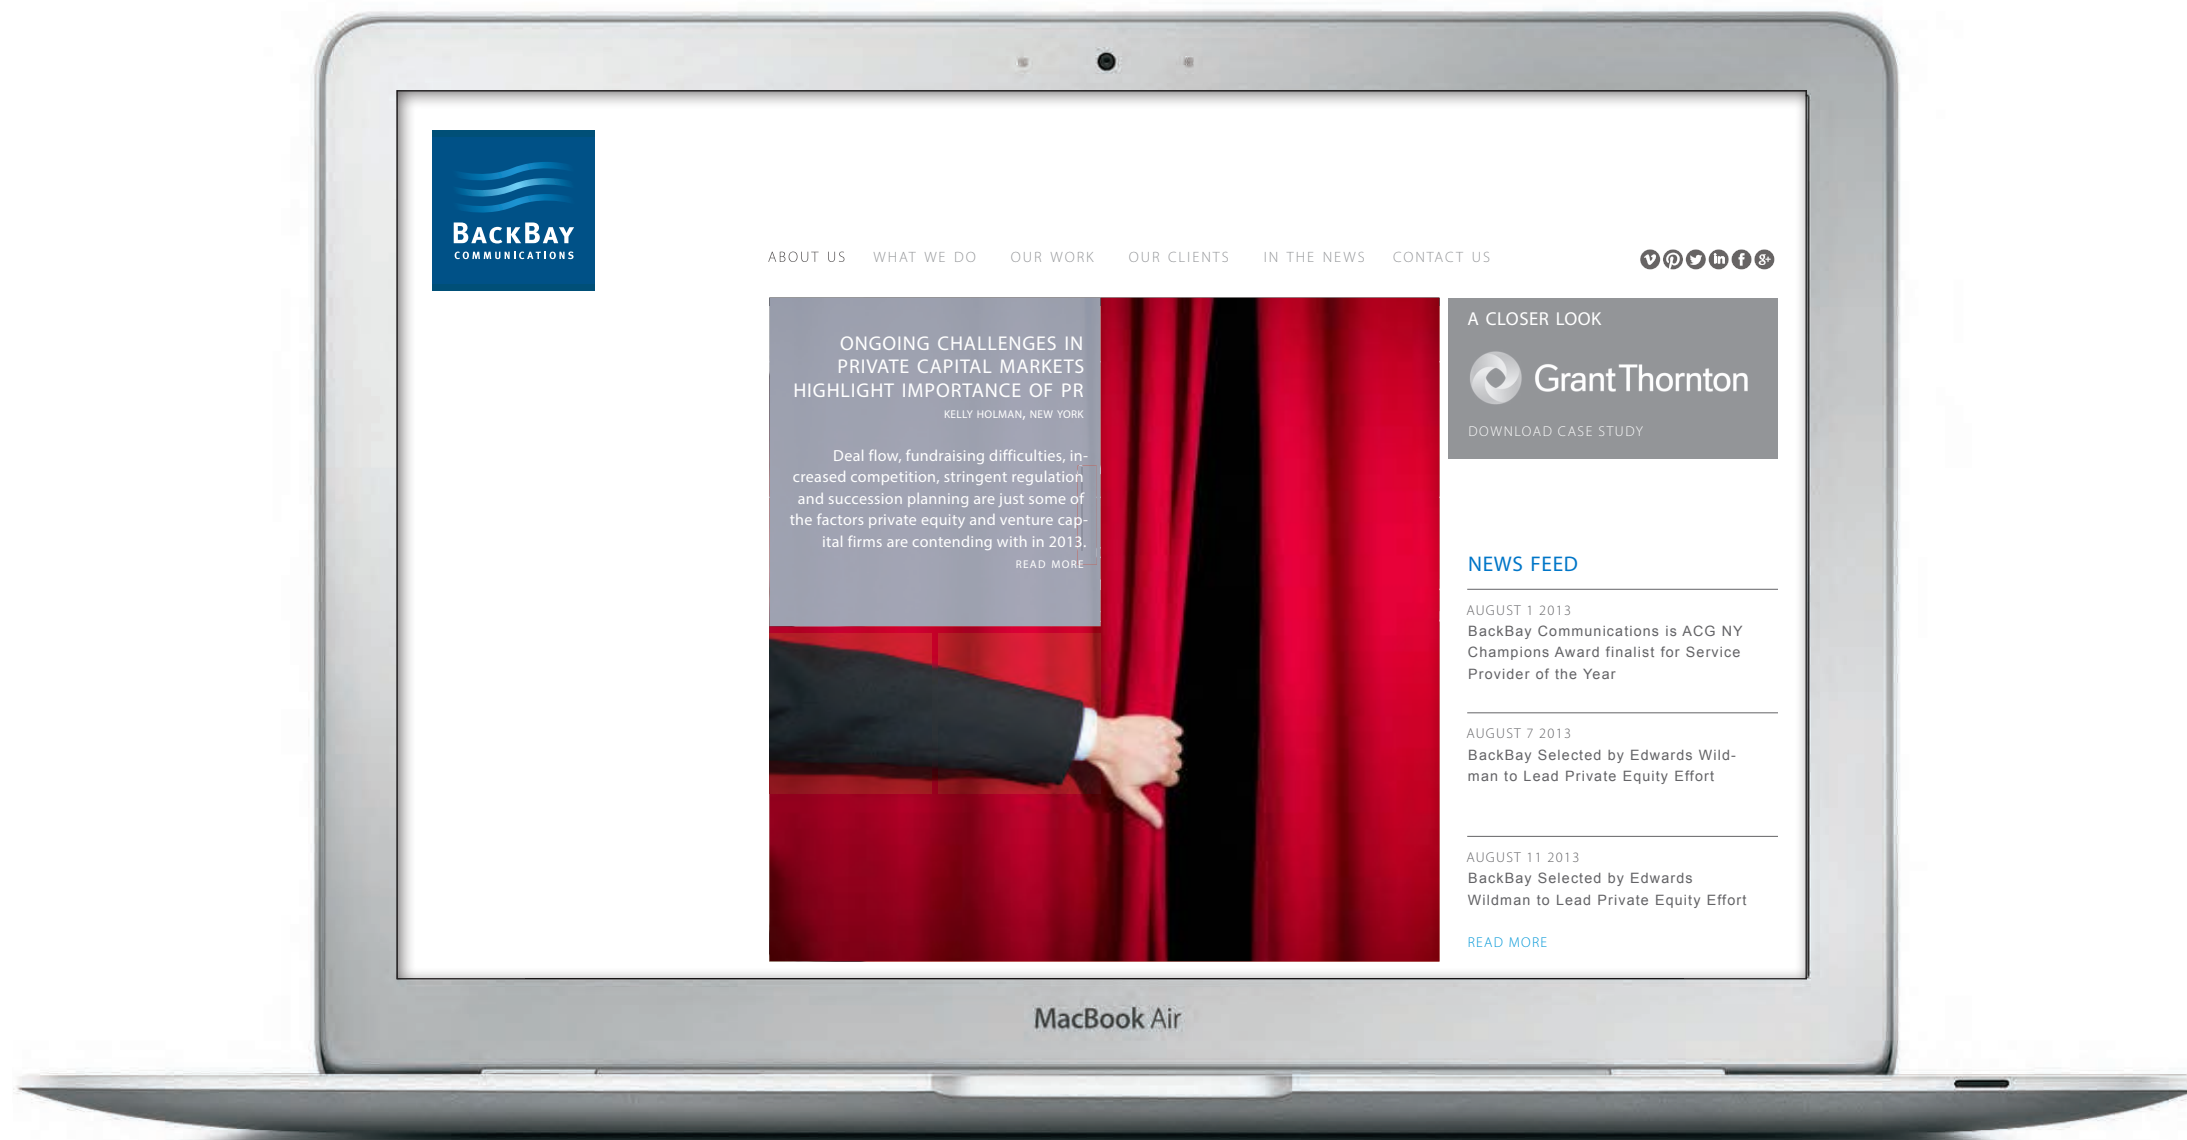 BACKBAY
COMMUNICATIONS
ABOUT US WHAT WE DO OUR WORK OUR CLIENTS IN THE NEWS CONTACT US
ONGOING CHALLENGES IN
PRIVATE CAPITAL MARKETS
HIGHLIGHT IMPORTANCE OF PR
KELLY HOLMAN, NEW YORK
Deal flow, fundraising difficulties, in-
creased competition, stringent regulation
and succession planning are just some of
the factors private equity and venture cap-
ital firms are contending with in 2013.
READ MORE
A CLOSER LOOK
Grant Thornton
DOWNLOAD CASE STUDY
NEWS FEED
AUGUST 1 2013
BackBay Communications is ACG NY
Champions Award finalist for Service
Provider of the Year
AUGUST 7 2013
BackBay Selected by Edwards Wild-
man to Lead Private Equity Effort
AUGUST 11 2013
BackBay Selected by Edwards
Wildman to Lead Private Equity Effort
READ MORE
MacBook Air